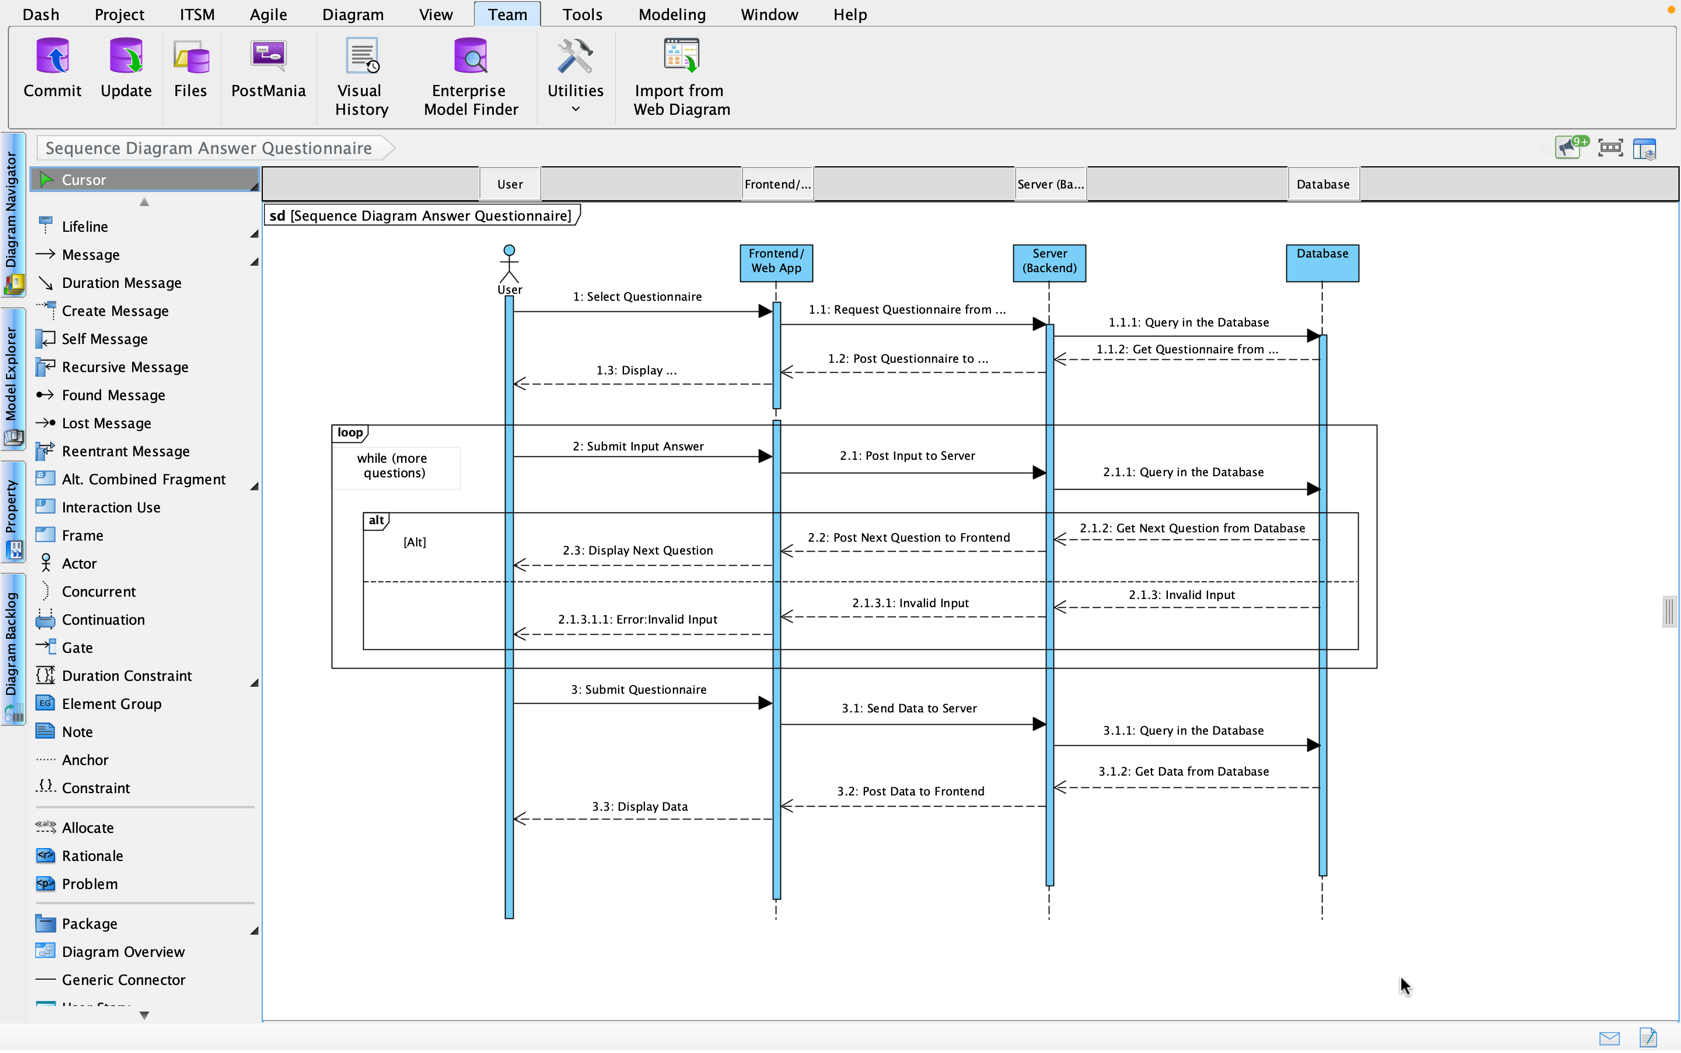 Dash Project ITSM Agile Diagram View Team Tools Modeling Window Help
Commit
Update
Files
PostMania
Visual
History
Enterprise
Model Finder
Utilities
Import from
Web Diagram
Sequence Diagram Answer Questionnaire
9+
Diagram Navigator
Model Explorer
Property
Diagram Backlog
Cursor
Lifeline
Message
Duration Message
Create Message
Self Message
Recursive Message
Found Message
Lost Message
Reentrant Message
Alt. Combined Fragment
Interaction Use
Frame
Actor
Concurrent
Continuation
Gate
Duration Constraint
EG
Element Group
Note
Anchor
Constraint
Allocate
Rationale
Problem
Package
Diagram Overview
Generic Connector
User Story
User
Frontend/...
Server (Ba...
Database
sd [Sequence Diagram Answer Questionnaire]
User
Frontend/
Web App
Server
(Backend)
Database
1: Select Questionnaire
1.1: Request Questionnaire from ...
1.1.1: Query in the Database
1.1.2: Get Questionnaire from ...
1.2: Post Questionnaire to ...
1.3: Display ...
loop
while (more
questions)
2: Submit Input Answer
2.1: Post Input to Server
2.1.1: Query in the Database
alt
[Alt]
2.1.2: Get Next Question from Database
2.2: Post Next Question to Frontend
2.3: Display Next Question
2.1.3: Invalid Input
2.1.3.1: Invalid Input
2.1.3.1.1: Error:Invalid Input
3: Submit Questionnaire
3.1: Send Data to Server
3.1.1: Query in the Database
3.1.2: Get Data from Database
3.2: Post Data to Frontend
3.3: Display Data